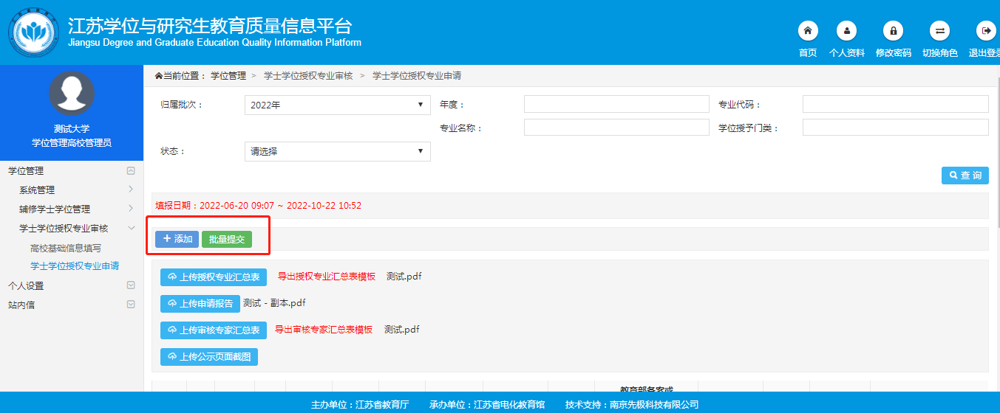 江苏学位与研究生教育质量信息平台
Jiangsu Degree and Graduate Education Quality Information Platform
首页 个人资料 修改密码 切换角色 退出登录
测试大学
学位管理高校管理员
学位管理
系统管理
辅修学士学位管理
学士学位授权专业审核
高校基础信息填写
学士学位授权专业申请
个人设置
站内信
当前位置： 学位管理 > 学士学位授权专业审核 > 学士学位授权专业申请
归属批次： 2022年 年度： 专业代码：
专业名称： 学位授予门类：
状态： 请选择
查 询
填报日期：2022-06-20 09:07 ~ 2022-10-22 10:52
+ 添加 批量提交
上传授权专业汇总表 导出授权专业汇总表模板 测试.pdf
上传申请报告 测试 - 副本.pdf
上传审核专家汇总表 导出审核专家汇总表模板 测试.pdf
上传公示页面截图
教育部备案或
主办单位：江苏省教育厅 承办单位：江苏省电化教育馆 技术支持：南京先极科技有限公司